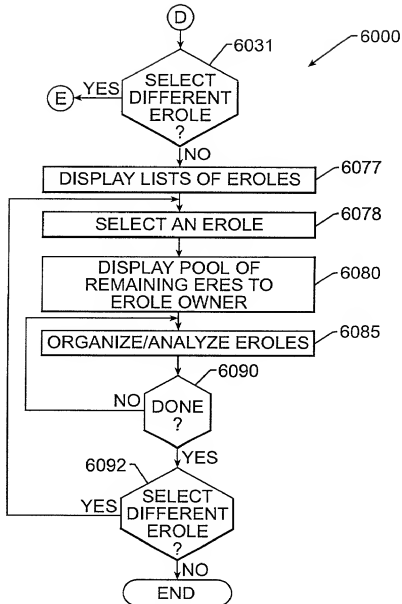 D
6031
6000
SELECT
DIFFERENT
EROLE
?
YES
E
NO
DISPLAY LISTS OF EROLES
6077
SELECT AN EROLE
6078
DISPLAY POOL OF
REMAINING ERES TO
EROLE OWNER
6080
ORGANIZE/ANALYZE EROLES
6085
6090
NO
DONE
?
YES
6092
SELECT
DIFFERENT
EROLE
?
YES
NO
END